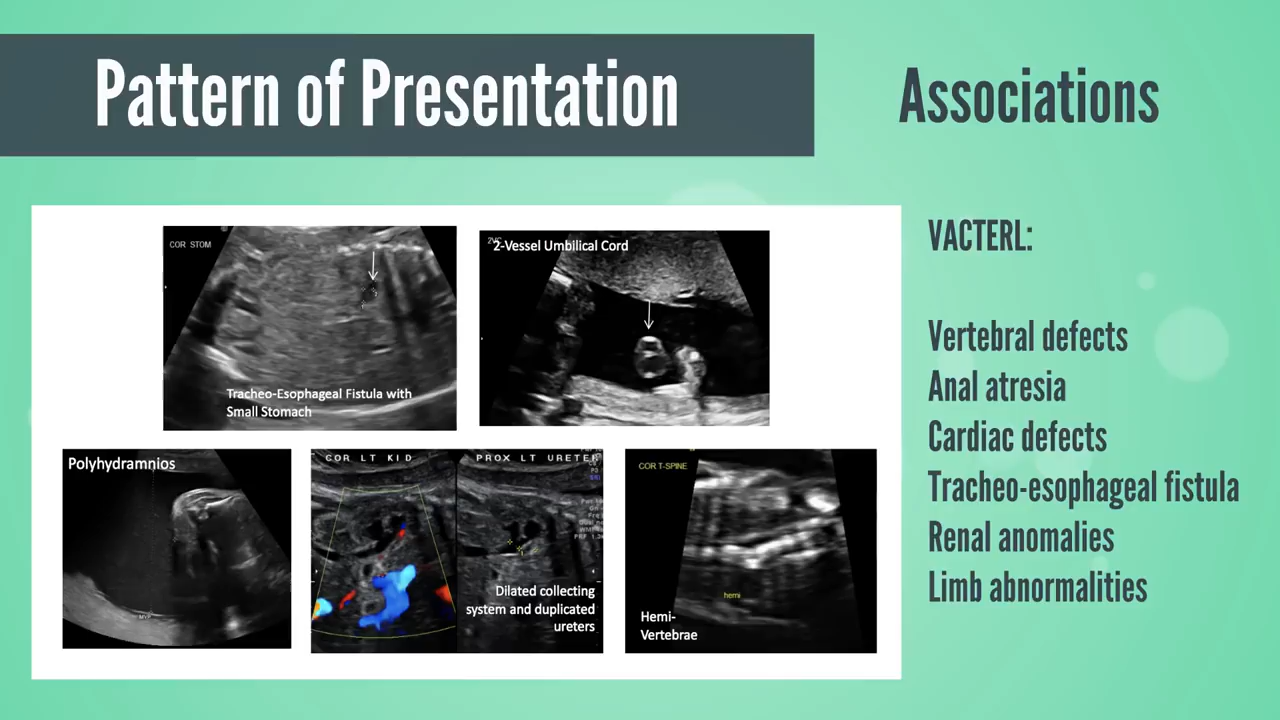 Pattern of Presentation
Associations
COR STOM
Tracheo-Esophageal Fistula with
Small Stomach
2-Vessel Umbilical Cord
Polyhydramnios
MVP
COR LT KID
PROX LT URETER
Dilated collecting
system and duplicated
ureters
COR T-SPINE
hemi
Hemi-
Vertebrae
VACTERL:
Vertebral defects
Anal atresia
Cardiac defects
Tracheo-esophageal fistula
Renal anomalies
Limb abnormalities